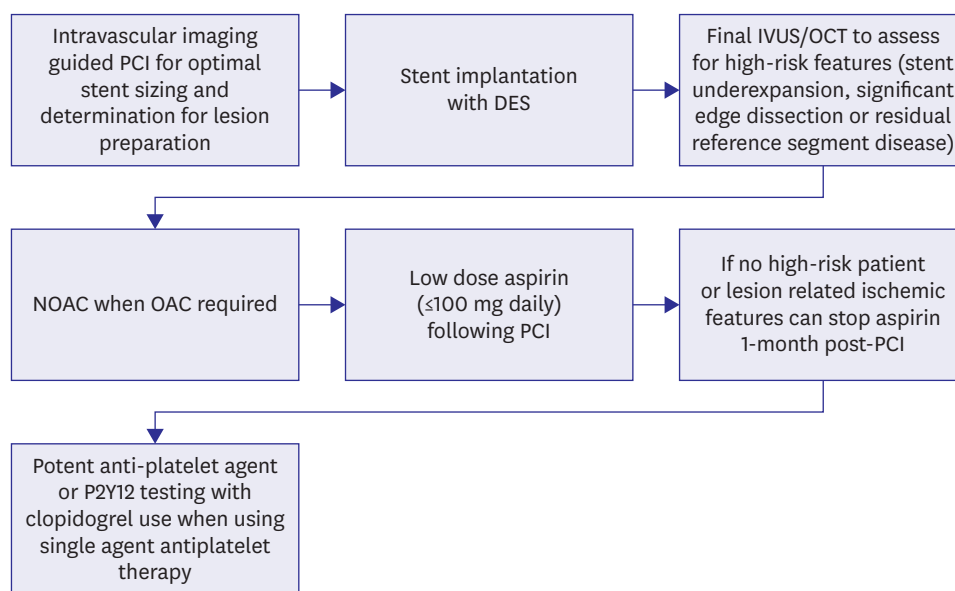 Intravascular imaging
guided PCI for optimal
stent sizing and
determination for lesion
preparation
Stent implantation
with DES
Final IVUS/OCT to assess
for high-risk features (stent
underexpansion, significant
edge dissection or residual
reference segment disease)
NOAC when OAC required
Low dose aspirin
(≤100 mg daily)
following PCI
If no high-risk patient
or lesion related ischemic
features can stop aspirin
1-month post-PCI
Potent anti-platelet agent
or P2Y12 testing with
clopidogrel use when using
single agent antiplatelet
therapy